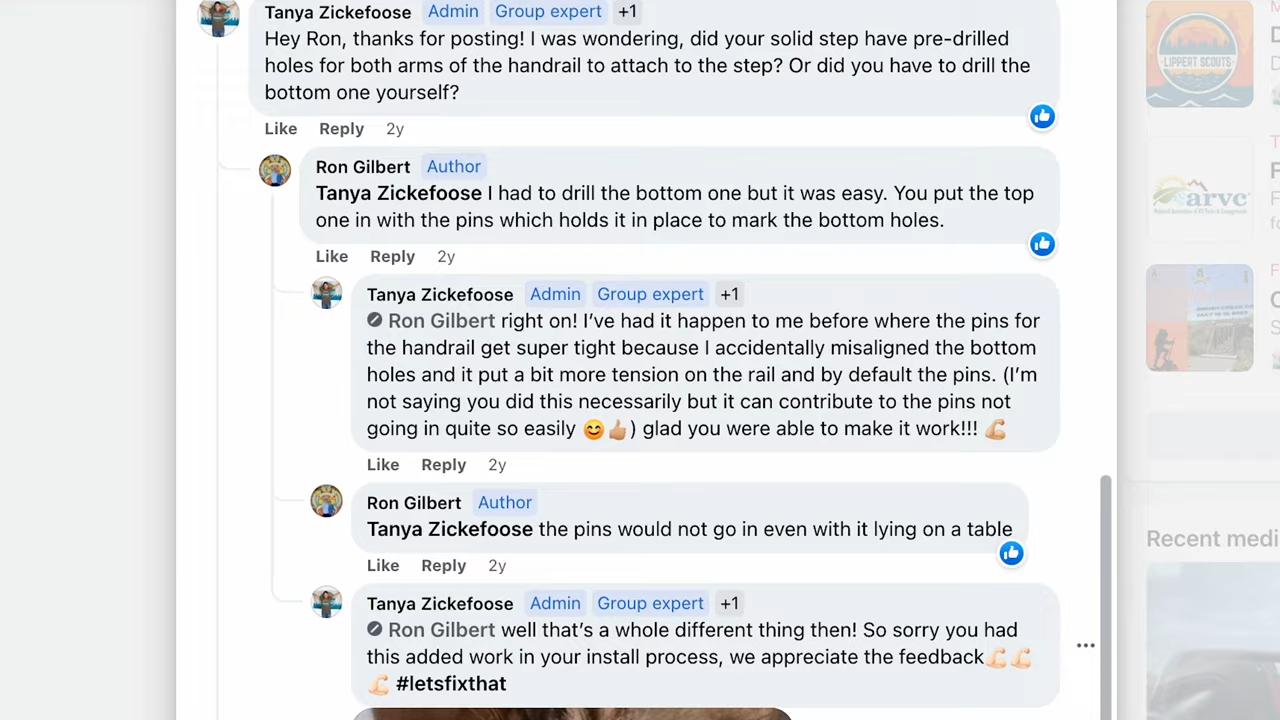 Tanya Zickefoose Admin Group expert +1
Hey Ron, thanks for posting! I was wondering, did your solid step have pre-drilled
holes for both arms of the handrail to attach to the step? Or did you have to drill the
bottom one yourself?
Like Reply 2y
Ron Gilbert Author
Tanya Zickefoose I had to drill the bottom one but it was easy. You put the top
one in with the pins which holds it in place to mark the bottom holes.
Like Reply 2y
Tanya Zickefoose Admin Group expert +1
Ron Gilbert right on! I’ve had it happen to me before where the pins for
the handrail get super tight because I accidentally misaligned the bottom
holes and it put a bit more tension on the rail and by default the pins. (I’m
not saying you did this necessarily but it can contribute to the pins not
going in quite so easily 😊👍🏼) glad you were able to make it work!!! 💪🏼
Like Reply 2y
Ron Gilbert Author
Tanya Zickefoose the pins would not go in even with it lying on a table
Like Reply 2y
Tanya Zickefoose Admin Group expert +1
Ron Gilbert well that’s a whole different thing then! So sorry you had
this added work in your install process, we appreciate the feedback💪🏻💪🏻
💪🏻 #letsfixthat
LIPPERT SCOUTS
arvc
Recent medi